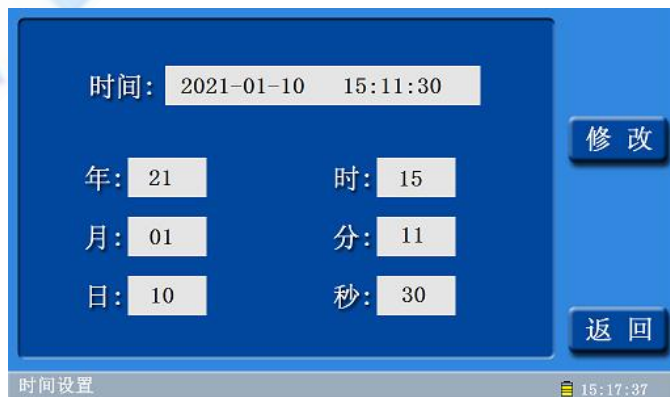 时间: 2021-01-10 15:11:30
修 改
年: 21 时: 15
月: 01 分: 11
日: 10 秒: 30
返 回
时间设置 15:17:37